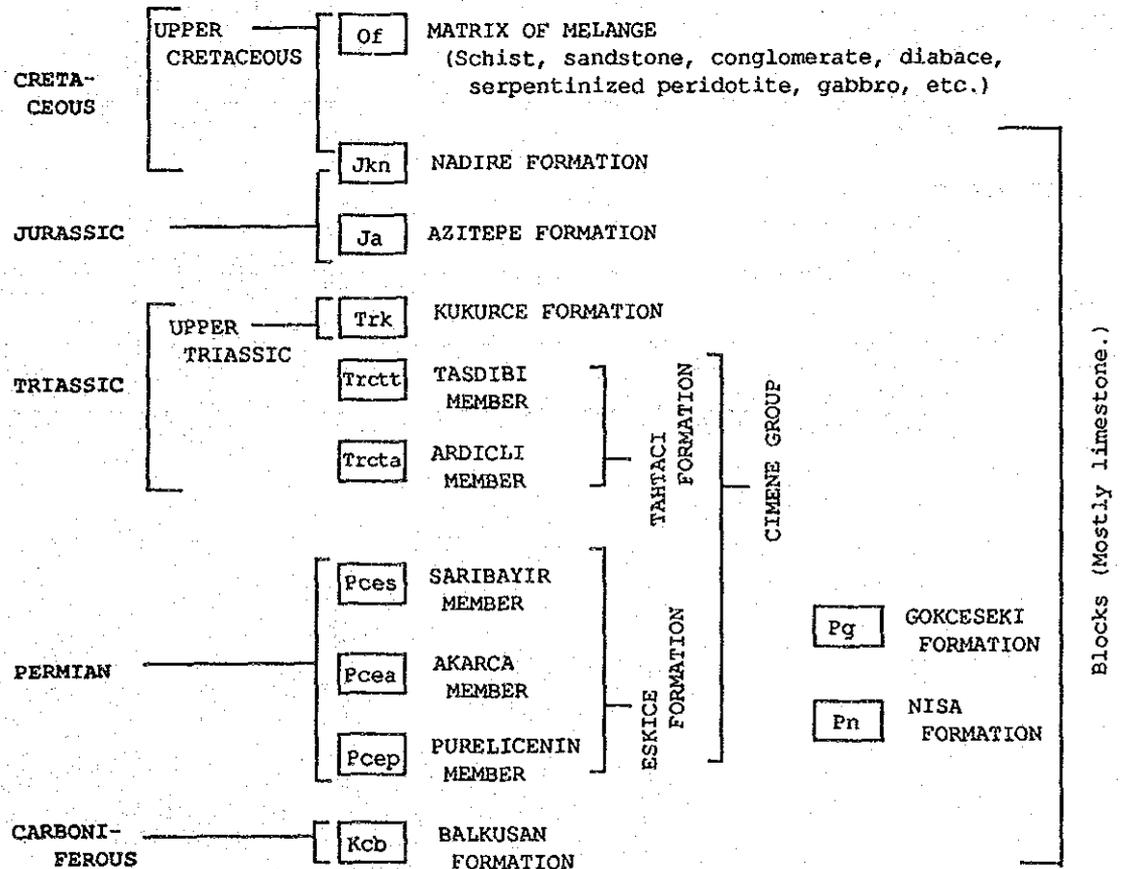 CRETA-
CEOUS
UPPER
CRETACEOUS
Of
MATRIX OF MELANGE
(Schist, sandstone, conglomerate, diabace,
serpentinized peridotite, gabbro, etc.)
Jkn
NADIRE FORMATION
JURASSIC
Ja
AZITEPE FORMATION
TRIASSIC
UPPER
TRIASSIC
Trk
KUKURCE FORMATION
Trctt
TASDIBI
MEMBER
Trcta
ARDICLI
MEMBER
TAHTACI
FORMATION
CIMENE GROUP
PERMIAN
Pces
SARIBAYIR
MEMBER
Pcea
AKARCA
MEMBER
Pcep
PURELICENIN
MEMBER
ESKICE
FORMATION
Pg
GOKCESEKI
FORMATION
Pn
NISA
FORMATION
CARBONI-
FEROUS
Kcb
BALKUSAN
FORMATION
Blocks (Mostly limestone.)